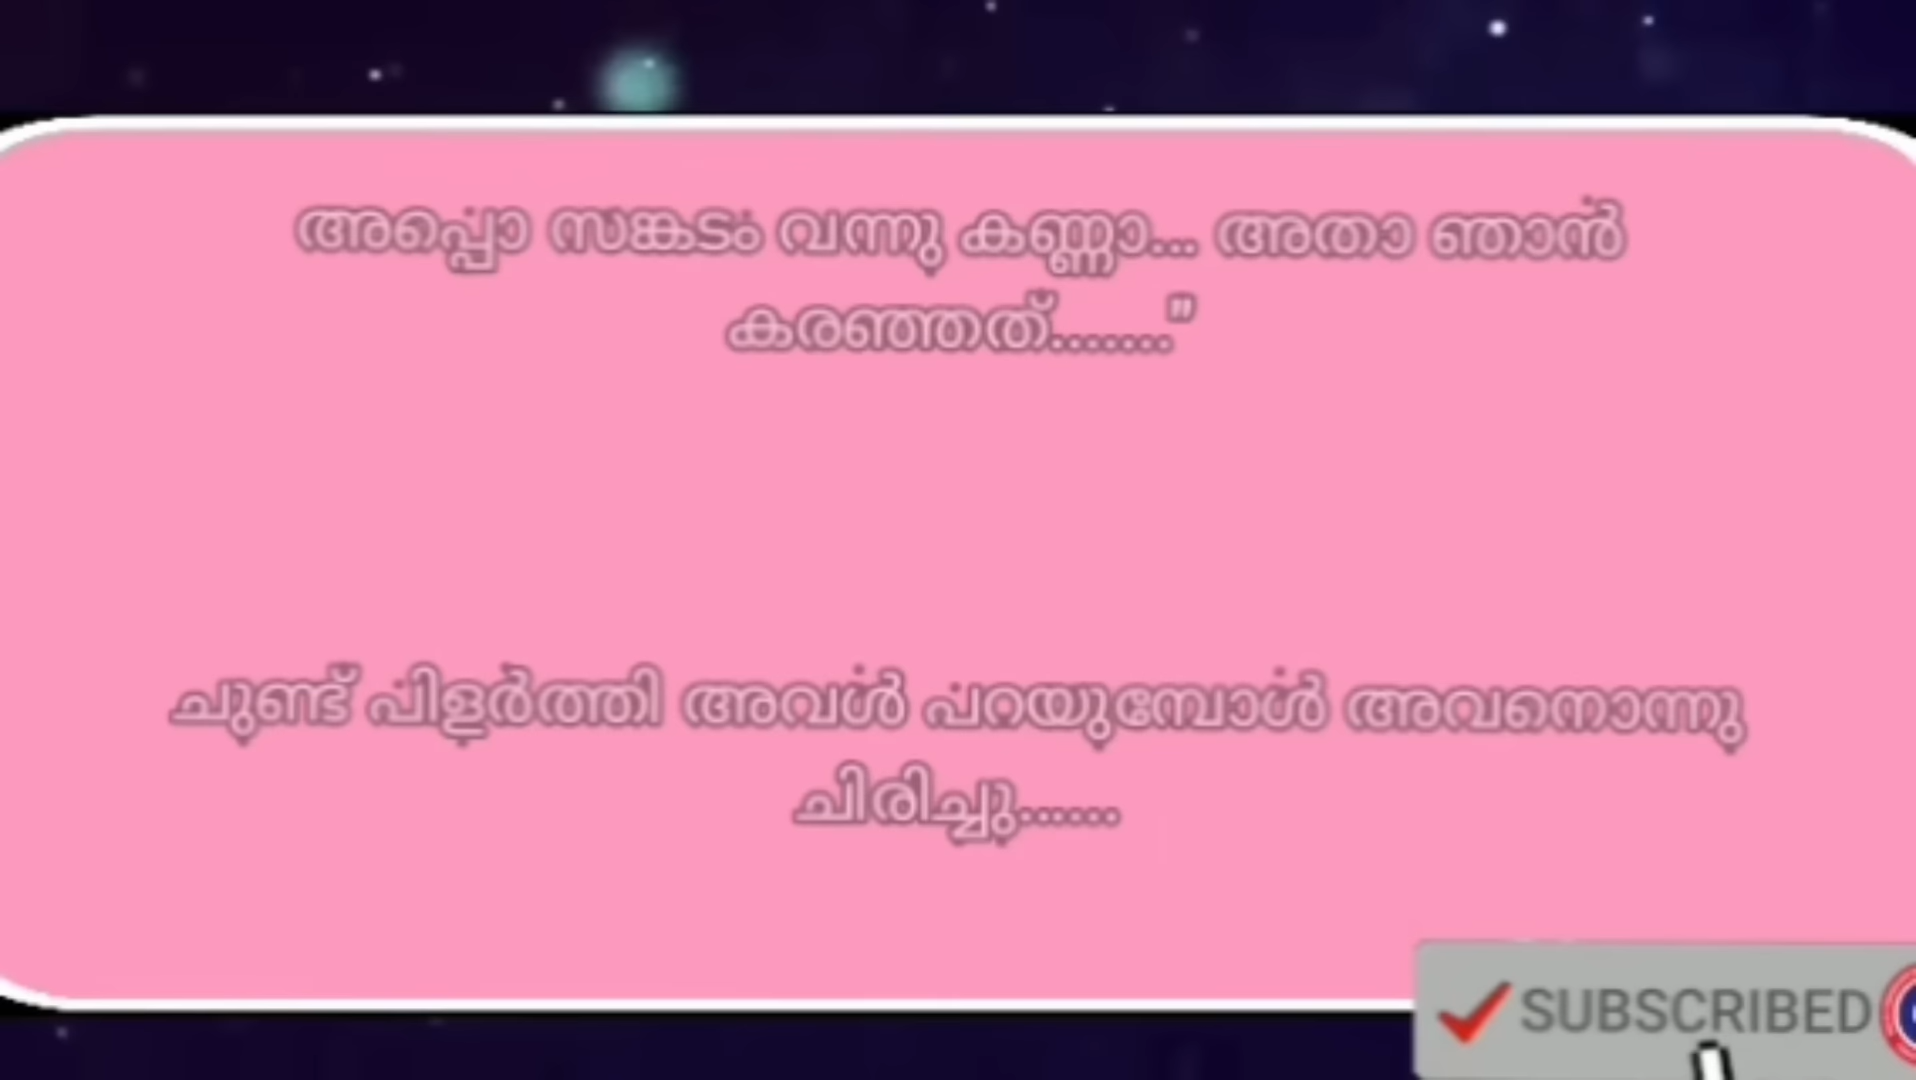 അപ്പൊ സങ്കടം വന്നു കണ്ണാ... അതാ ഞാൻ
കരഞ്ഞത്........"
ചുണ്ട് പിളർത്തി അവൾ പറയുമ്പോൾ അവനൊന്നു
ചിരിച്ചു.......
SUBSCRIBED